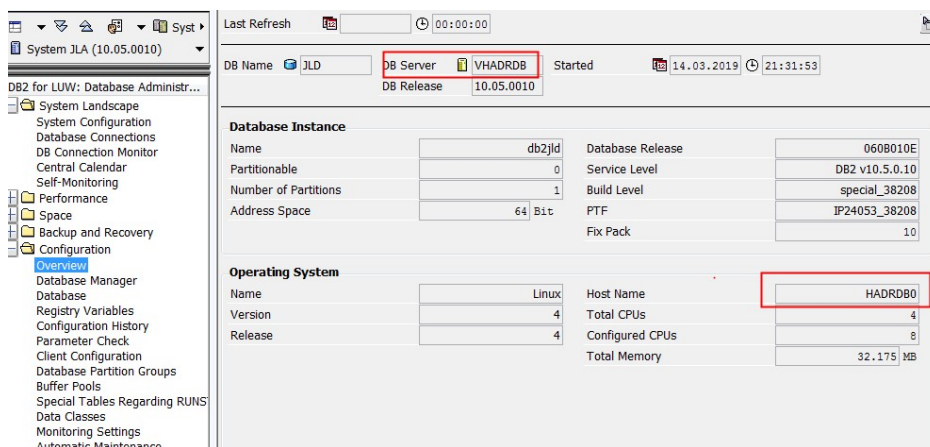 Syst
System JLA (10.05.0010)
DB2 for LUW: Database Administr...
System Landscape
System Configuration
Database Connections
DB Connection Monitor
Central Calendar
Self-Monitoring
Performance
Space
Backup and Recovery
Configuration
Overview
Database Manager
Database
Registry Variables
Configuration History
Parameter Check
Client Configuration
Database Partition Groups
Buffer Pools
Special Tables Regarding RUNS
Data Classes
Monitoring Settings
Automatic Maintenance
Last Refresh 00:00:00
DB Name JLD DB Server VHADRDB Started 14.03.2019 21:31:53
DB Release 10.05.0010
Database Instance
Name db2jld Database Release 060B010E
Partitionable 0 Service Level DB2 v10.5.0.10
Number of Partitions 1 Build Level special_38208
Address Space 64 Bit PTF IP24053_38208
Fix Pack 10
Operating System
Name Linux Host Name HADRDB0
Version 4 Total CPUs 4
Release 4 Configured CPUs 8
Total Memory 32.175 MB